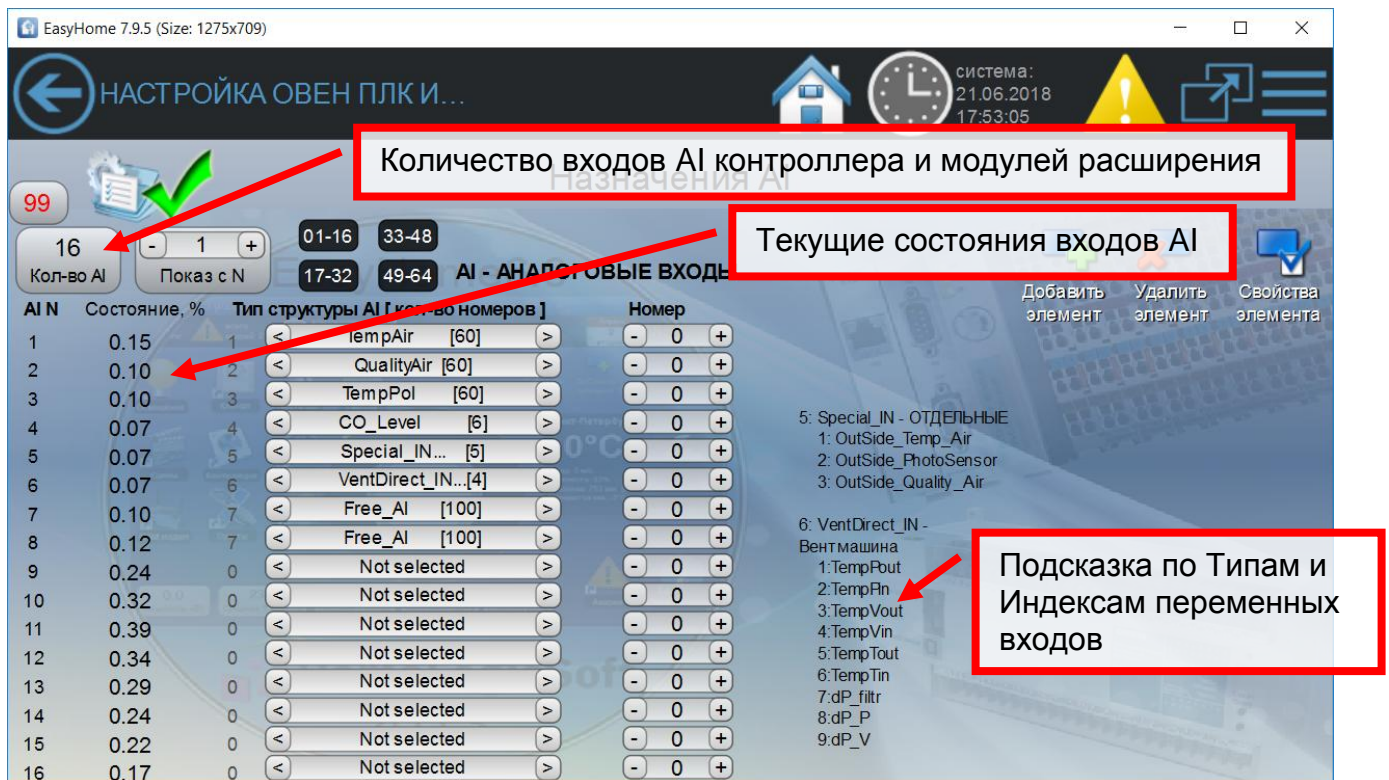 EasyHome 7.9.5 (Size: 1275x709)
НАСТРОЙКА ОВЕН ПЛК И...
система:
21.06.2018
17:53:05
Количество входов AI контроллера и модулей расширения
Назначения AI
99
Текущие состояния входов AI
16
Кол-во AI
- 1 +
Показ с N
01-16 33-48
17-32 49-64
AI - АНАЛОГОВЫЕ ВХОДЫ
Добавить элемент
Удалить элемент
Свойства элемента
AI N Состояние, % Тип структуры AI [ кол-во номеров ] Номер
1 0.15 1 < TempAir [60] > - 0 +
2 0.10 2 < QualityAir [60] > - 0 +
3 0.10 3 < TempPol [60] > - 0 +
4 0.07 4 < CO_Level [6] > - 0 +
5 0.07 5 < Special_IN... [5] > - 0 +
6 0.07 6 < VentDirect_IN...[4] > - 0 +
7 0.10 7 < Free_AI [100] > - 0 +
8 0.12 7 < Free_AI [100] > - 0 +
9 0.24 0 < Not selected > - 0 +
10 0.32 0 < Not selected > - 0 +
11 0.39 0 < Not selected > - 0 +
12 0.34 0 < Not selected > - 0 +
13 0.29 0 < Not selected > - 0 +
14 0.24 0 < Not selected > - 0 +
15 0.22 0 < Not selected > - 0 +
16 0.17 0 < Not selected > - 0 +
5: Special_IN - ОТДЕЛЬНЫЕ
1: OutSide_Temp_Air
2: OutSide_PhotoSensor
3: OutSide_Quality_Air
6: VentDirect_IN -
Вентмашина
1:TempPout
2:TempPin
3:TempVout
4:TempVin
5:TempTout
6:TempTin
7:dP_filtr
8:dP_P
9:dP_V
Подсказка по Типам и
Индексам переменных
входов